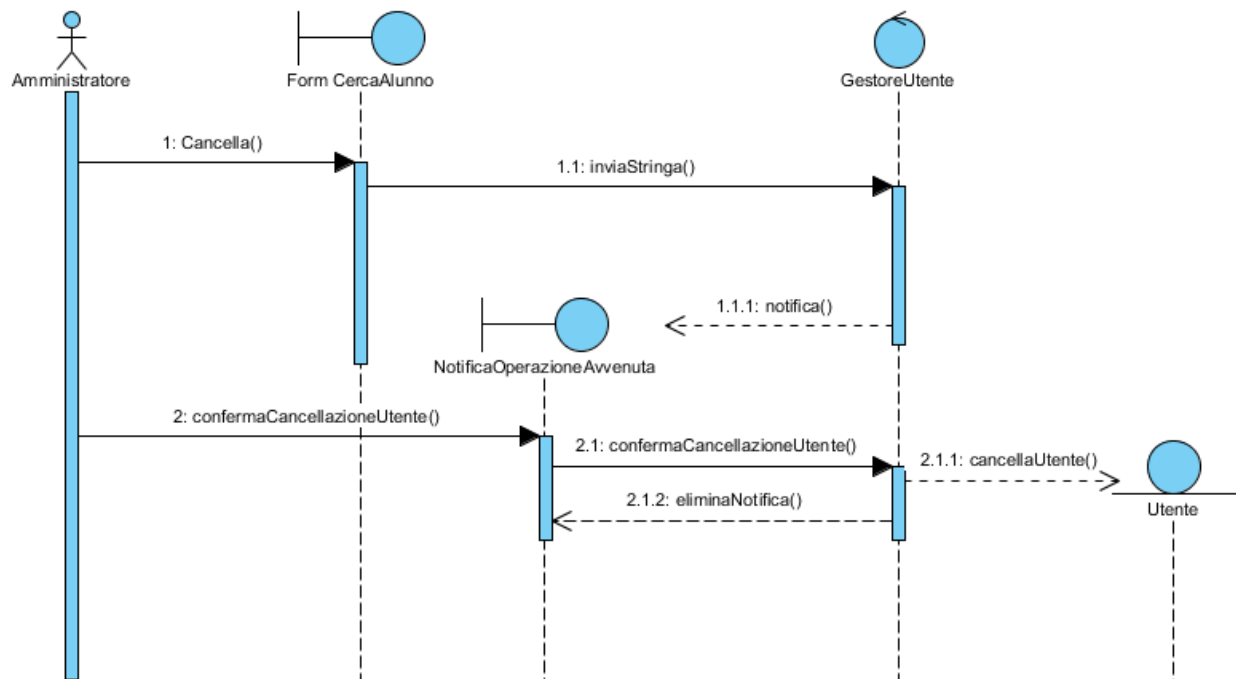 Amministratore
Form CercaAlunno
GestoreUtente
1: Cancella()
1.1: inviaStringa()
1.1.1: notifica()
NotificaOperazioneAvvenuta
2: confermaCancellazioneUtente()
2.1: confermaCancellazioneUtente()
2.1.1: cancellaUtente()
2.1.2: eliminaNotifica()
Utente